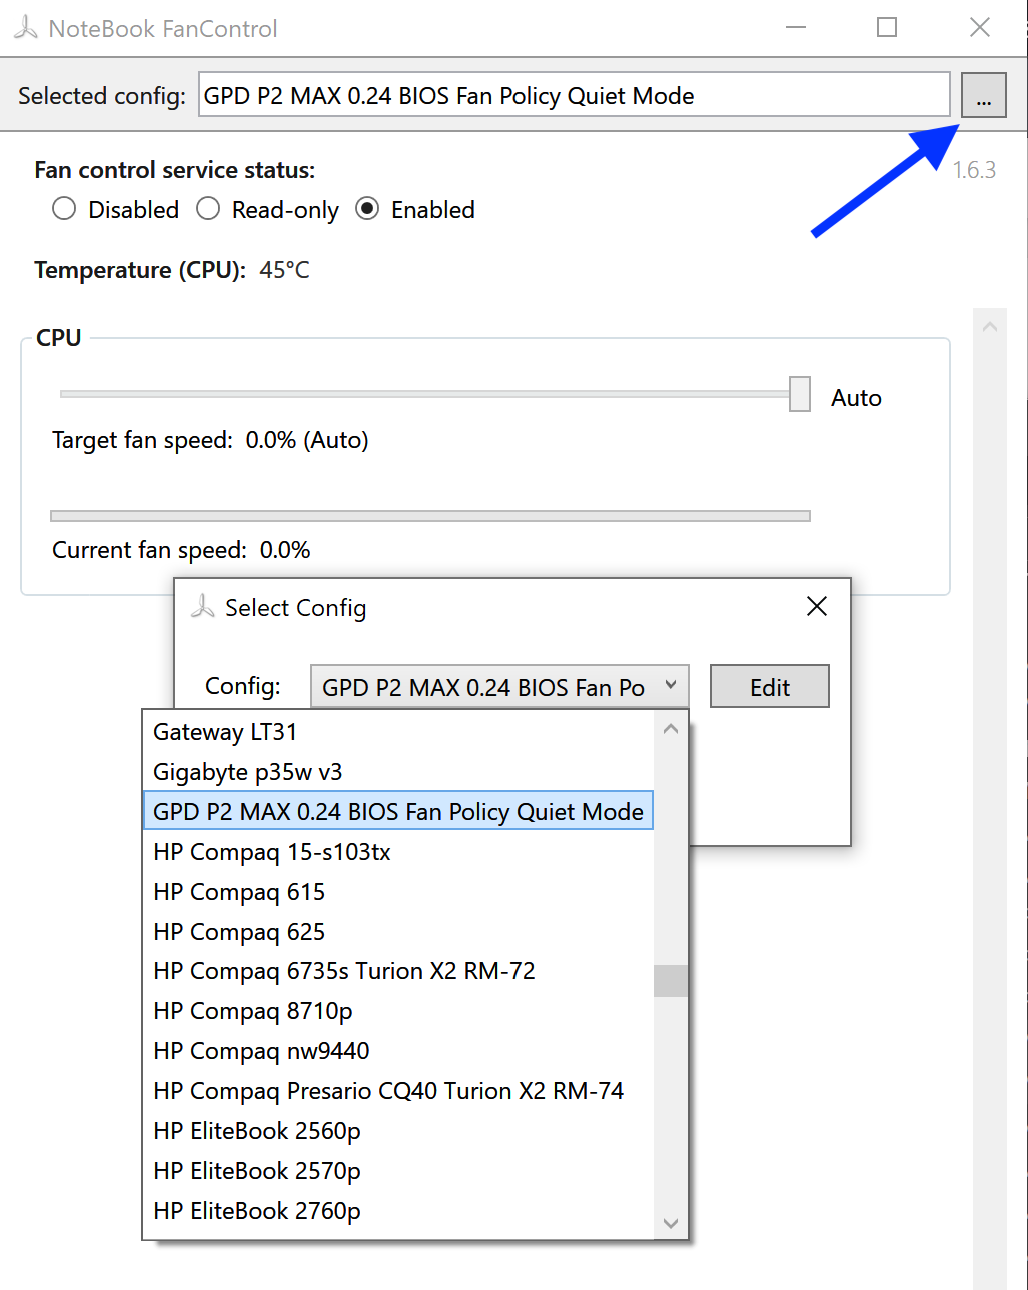 NoteBook FanControl
Selected config: GPD P2 MAX 0.24 BIOS Fan Policy Quiet Mode ...
Fan control service status:
1.6.3
Disabled Read-only Enabled
Temperature (CPU): 45°C
CPU
Auto
Target fan speed: 0.0% (Auto)
Current fan speed: 0.0%
Select Config
Config: GPD P2 MAX 0.24 BIOS Fan Po Edit
Gateway LT31
Gigabyte p35w v3
GPD P2 MAX 0.24 BIOS Fan Policy Quiet Mode
HP Compaq 15-s103tx
HP Compaq 615
HP Compaq 625
HP Compaq 6735s Turion X2 RM-72
HP Compaq 8710p
HP Compaq nw9440
HP Compaq Presario CQ40 Turion X2 RM-74
HP EliteBook 2560p
HP EliteBook 2570p
HP EliteBook 2760p